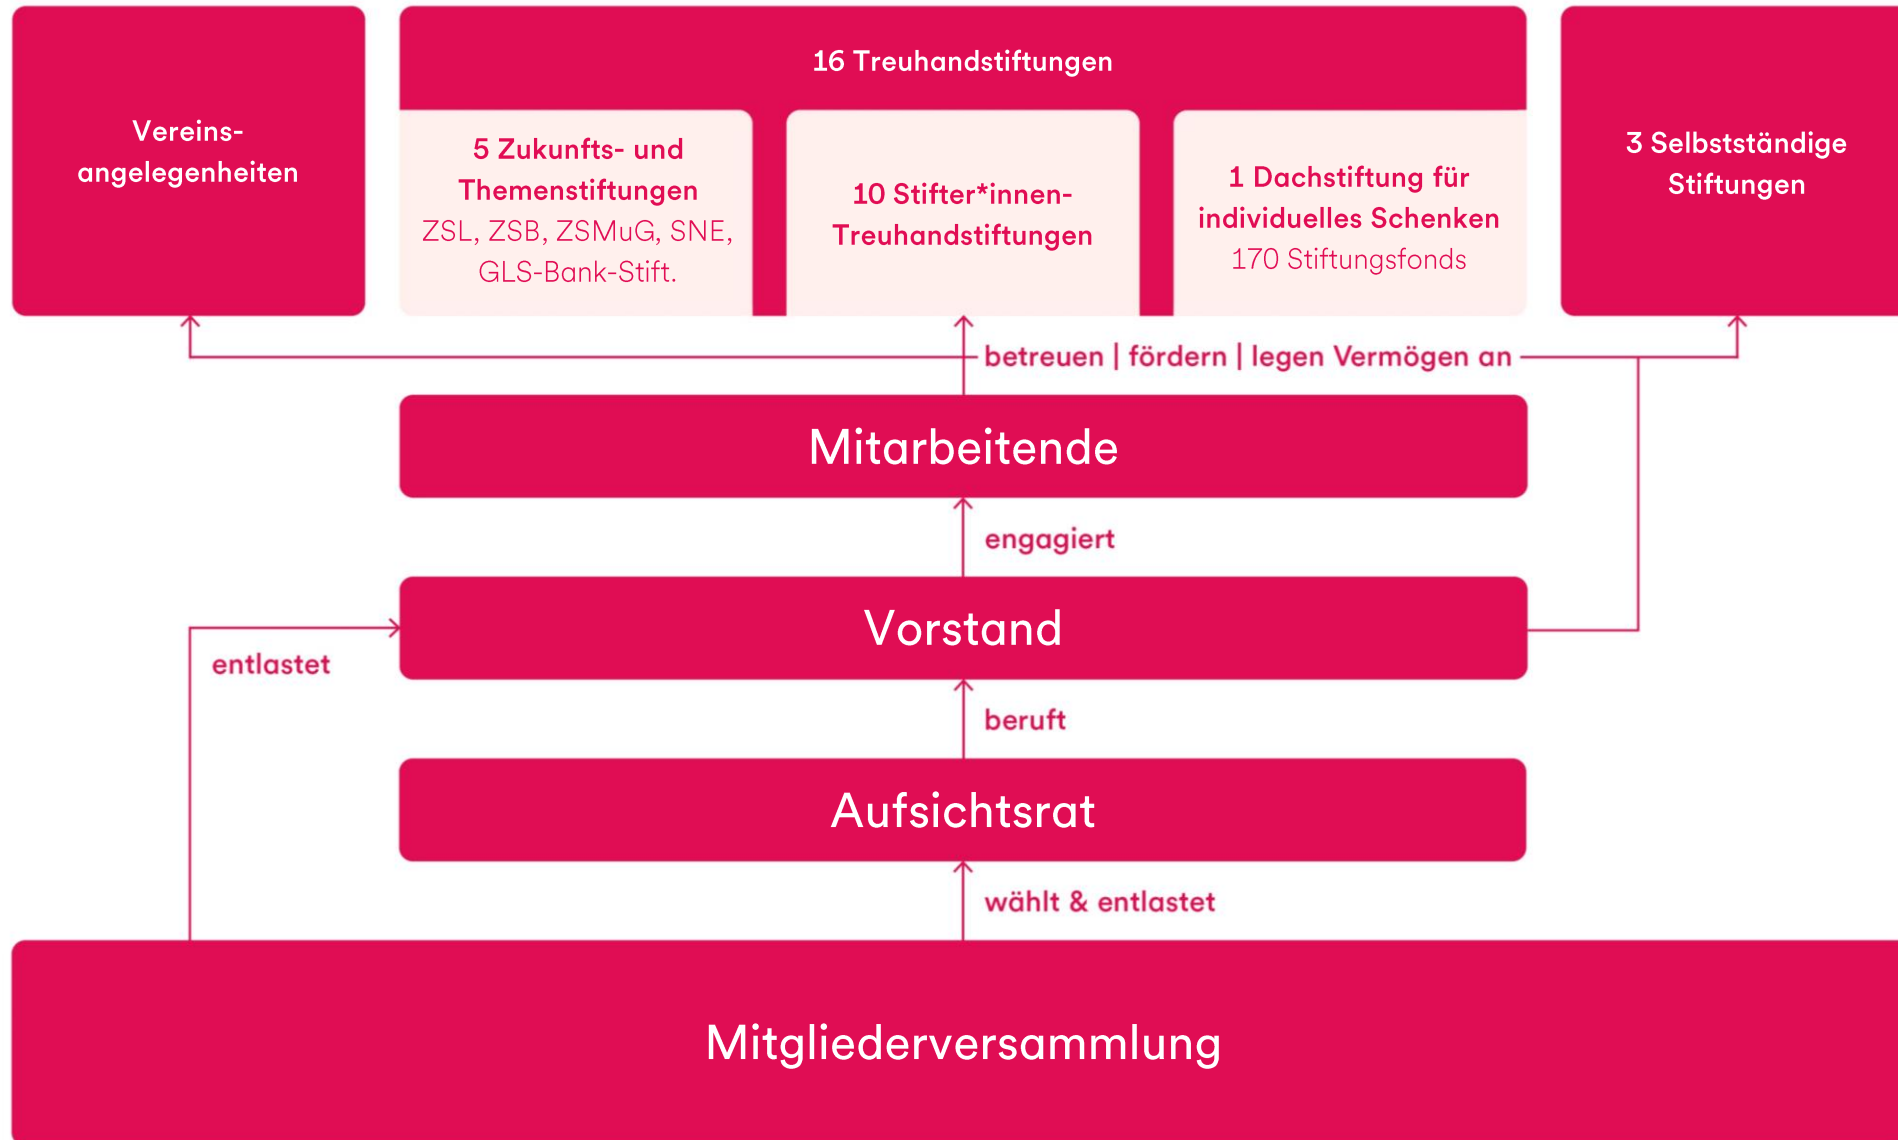 Vereins-
angelegenheiten
16 Treuhandstiftungen
5 Zukunfts- und
Themenstiftungen
ZSL, ZSB, ZSMuG, SNE,
GLS-Bank-Stift.
10 Stifter*innen-
Treuhandstiftungen
1 Dachstiftung für
individuelles Schenken
170 Stiftungsfonds
3 Selbstständige
Stiftungen
betreuen | fördern | legen Vermögen an
Mitarbeitende
engagiert
Vorstand
entlastet
beruft
Aufsichtsrat
wählt & entlastet
Mitgliederversammlung